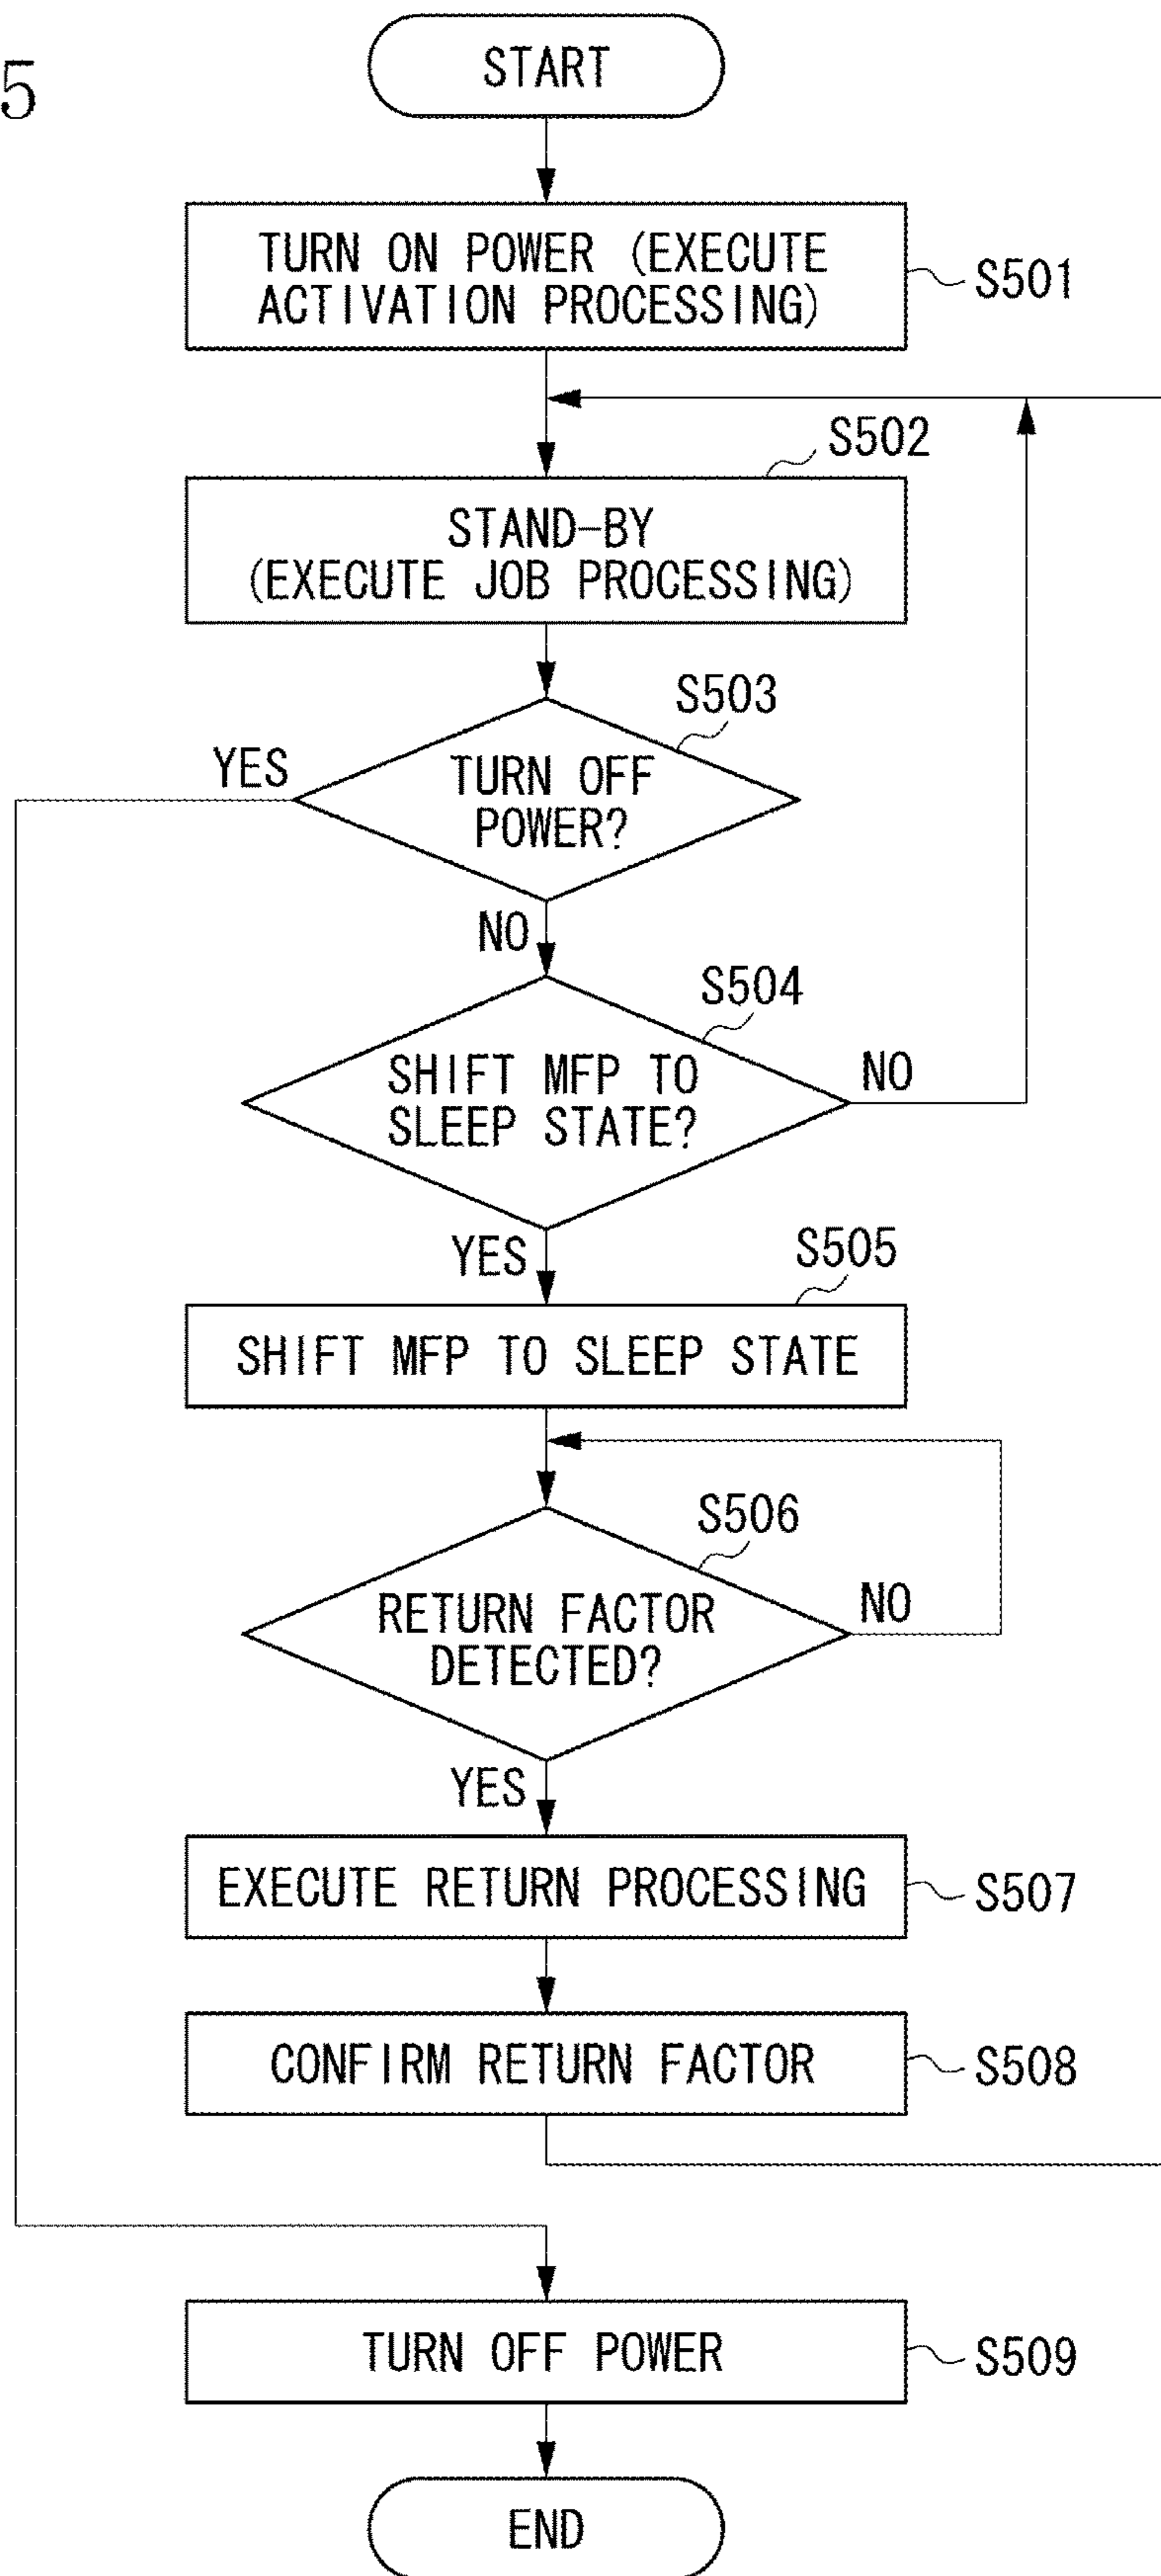 5
START
TURN ON POWER (EXECUTE
ACTIVATION PROCESSING)
S501
S502
STAND-BY
(EXECUTE JOB PROCESSING)
S503
YES
TURN OFF
POWER?
NO
S504
SHIFT MFP TO
SLEEP STATE?
NO
YES
S505
SHIFT MFP TO SLEEP STATE
S506
RETURN FACTOR
DETECTED?
NO
YES
EXECUTE RETURN PROCESSING
S507
CONFIRM RETURN FACTOR
S508
TURN OFF POWER
S509
END